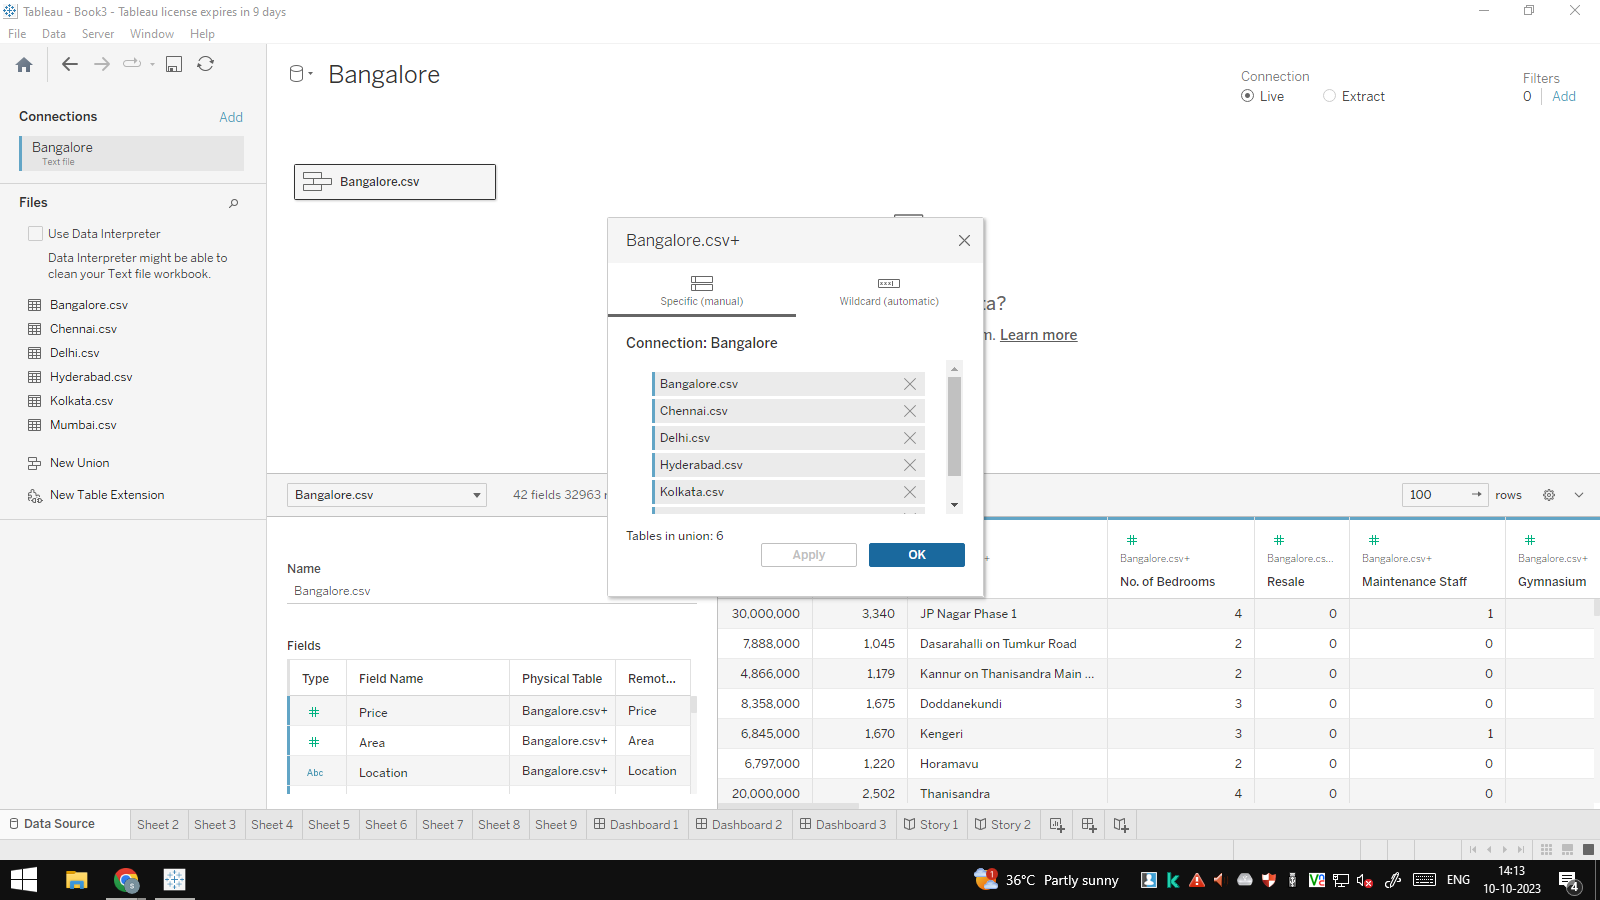 Tableau - Book3 - Tableau license expires in 9 days
File Data Server Window Help
Connections Add
Bangalore
Text file
Files
Use Data Interpreter
Data Interpreter might be able to
clean your Text file workbook.
Bangalore.csv
Chennai.csv
Delhi.csv
Hyderabad.csv
Kolkata.csv
Mumbai.csv
New Union
New Table Extension
Bangalore
Connection
Live Extract
Filters
0 Add
Bangalore.csv
Learn more
Bangalore.csv+
Specific (manual) Wildcard (automatic)
Connection: Bangalore
Bangalore.csv
Chennai.csv
Delhi.csv
Hyderabad.csv
Kolkata.csv
Tables in union: 6
Apply OK
Bangalore.csv 42 fields 32963 100 rows
Name
Bangalore.csv
Fields
Type Field Name Physical Table Remot...
Price Bangalore.csv+ Price
Area Bangalore.csv+ Area
Abc Location Bangalore.csv+ Location
Bangalore.csv+ Bangalore.cs... Bangalore.csv+ Bangalore.csv+
No. of Bedrooms Resale Maintenance Staff Gymnasium
30,000,000 3,340 JP Nagar Phase 1 4 0 1
7,888,000 1,045 Dasarahalli on Tumkur Road 2 0 0
4,866,000 1,179 Kannur on Thanisandra Main ... 2 0 0
8,358,000 1,675 Doddanekundi 3 0 0
6,845,000 1,670 Kengeri 3 0 1
6,797,000 1,220 Horamavu 2 0 0
20,000,000 2,502 Thanisandra 4 0 0
Data Source Sheet 2 Sheet 3 Sheet 4 Sheet 5 Sheet 6 Sheet 7 Sheet 8 Sheet 9 Dashboard 1 Dashboard 2 Dashboard 3 Story 1 Story 2
36°C Partly sunny ENG 14:13
10-10-2023
4